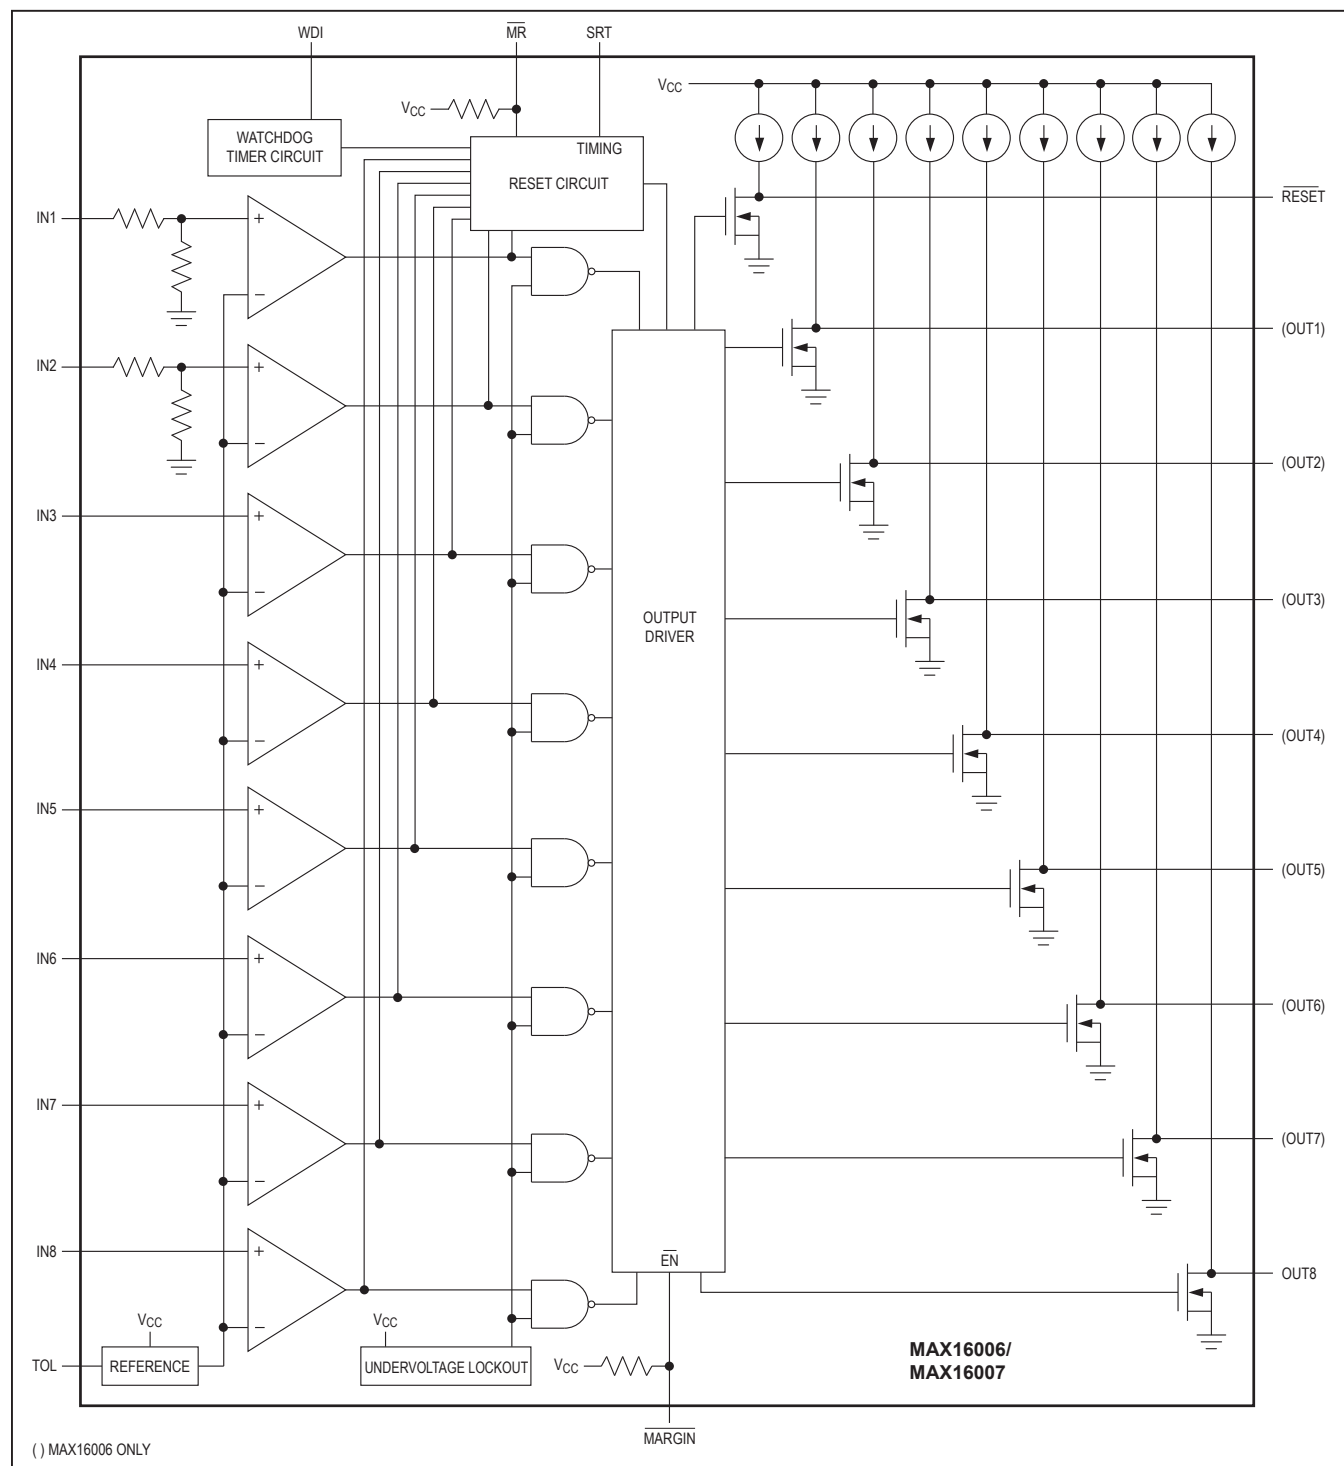 WDI
MR
SRT
VCC
VCC
WATCHDOG
TIMER CIRCUIT
TIMING
RESET CIRCUIT
RESET
IN1
+
−
(OUT1)
IN2
+
−
(OUT2)
IN3
+
−
(OUT3)
OUTPUT
DRIVER
IN4
+
−
(OUT4)
IN5
+
−
(OUT5)
IN6
+
−
(OUT6)
IN7
+
−
(OUT7)
IN8
+
−
EN
OUT8
VCC
VCC
TOL
REFERENCE
UNDERVOLTAGE LOCKOUT
VCC
MAX16006/
MAX16007
MARGIN
( ) MAX16006 ONLY